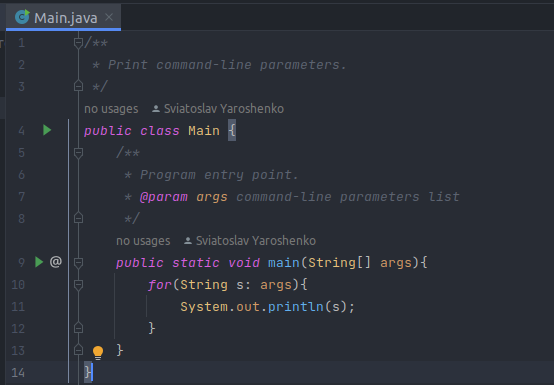 Main.java
1 /**
2 * Print command-line parameters.
3 */
no usages Sviatoslav Yaroshenko
4 public class Main {
5 /**
6 * Program entry point.
7 * @param args command-line parameters list
8 */
no usages Sviatoslav Yaroshenko
9 @ public static void main(String[] args){
10 for(String s: args){
11 System.out.println(s);
12 }
13 }
14 }